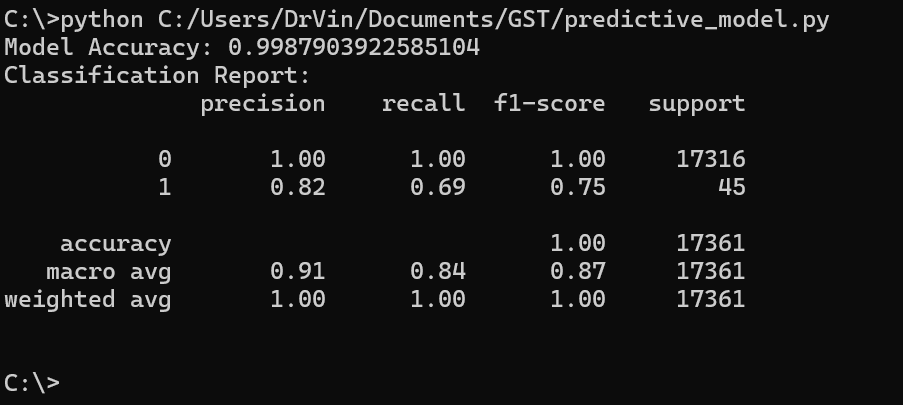 C:\>python C:/Users/DrVin/Documents/GST/predictive_model.py
Model Accuracy: 0.9987903922585104
Classification Report:
              precision    recall  f1-score   support

           0       1.00      1.00      1.00     17316
           1       0.82      0.69      0.75        45

    accuracy                           1.00     17361
   macro avg       0.91      0.84      0.87     17361
weighted avg       1.00      1.00      1.00     17361

C:\>